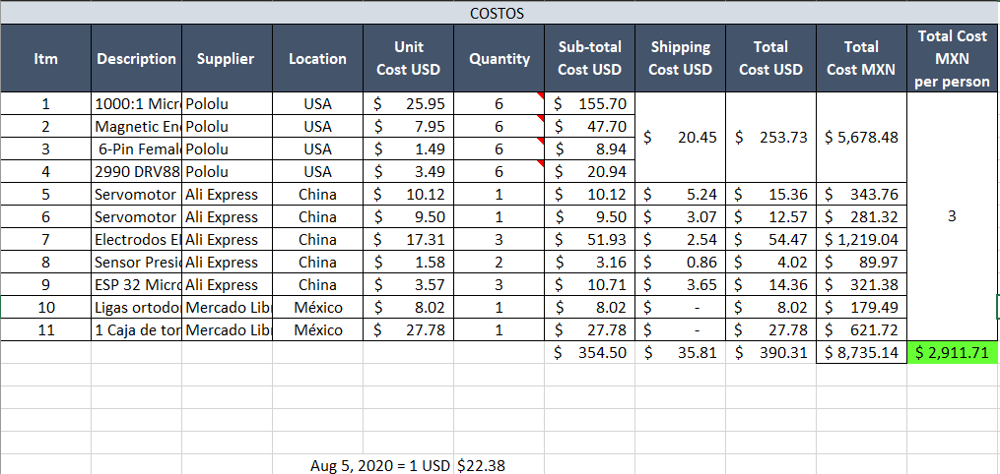 COSTOS
Itm Description Supplier Location Unit Cost USD Quantity Sub-total Cost USD Shipping Cost USD Total Cost USD Total Cost MXN Total Cost MXN per person
1 1000:1 Micr Pololu USA $ 25.95 6 $ 155.70
2 Magnetic En Pololu USA $ 7.95 6 $ 47.70
$ 20.45 $ 253.73 $ 5,678.48
3 6-Pin Femal Pololu USA $ 1.49 6 $ 8.94
4 2990 DRV88 Pololu USA $ 3.49 6 $ 20.94
5 Servomotor Ali Express China $ 10.12 1 $ 10.12 $ 5.24 $ 15.36 $ 343.76
6 Servomotor Ali Express China $ 9.50 1 $ 9.50 $ 3.07 $ 12.57 $ 281.32
3
7 Electrodos El Ali Express China $ 17.31 3 $ 51.93 $ 2.54 $ 54.47 $ 1,219.04
8 Sensor Presi Ali Express China $ 1.58 2 $ 3.16 $ 0.86 $ 4.02 $ 89.97
9 ESP 32 Micro Ali Express China $ 3.57 3 $ 10.71 $ 3.65 $ 14.36 $ 321.38
10 Ligas ortodo Mercado Lib México $ 8.02 1 $ 8.02 $ - $ 8.02 $ 179.49
11 1 Caja de tor Mercado Lib México $ 27.78 1 $ 27.78 $ - $ 27.78 $ 621.72
$ 354.50 $ 35.81 $ 390.31 $ 8,735.14 $ 2,911.71
Aug 5, 2020 = 1 USD $22.38